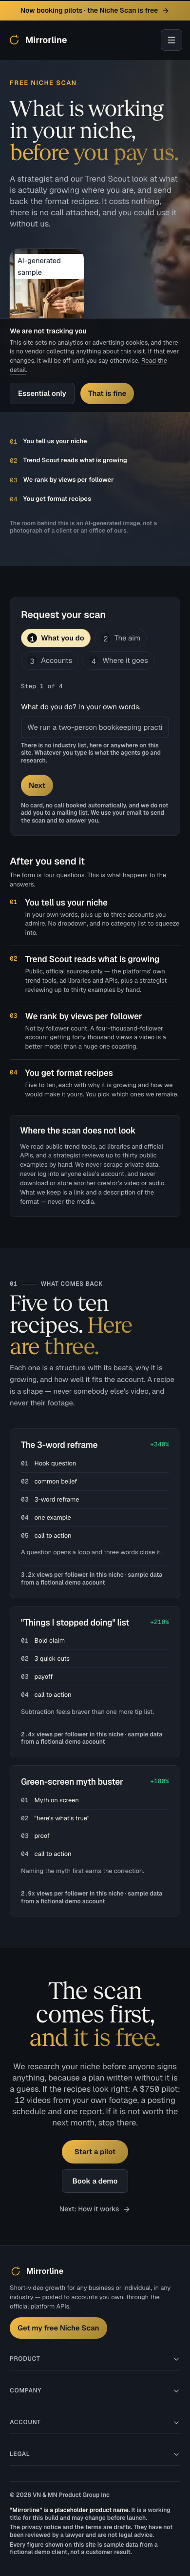 Now booking pilots · the Niche Scan is free →
Mirrorline
FREE NICHE SCAN
What is working
in your niche,
before you pay us.
A strategist and our Trend Scout look at what
is actually growing where you are, and send
back the format recipes. It costs nothing,
there is no call attached, and you could use it
without us.
AI-generated
sample
We are not tracking you
This site sets no analytics or advertising cookies, and there
is no vendor collecting anything about this visit. If that ever
changes, it will be off until you say otherwise. Read the
detail.
Essential only
That is fine
01 You tell us your niche
02 Trend Scout reads what is growing
03 We rank by views per follower
04 You get format recipes
The room behind this is an AI-generated image, not a
photograph of a client or an office of ours.
Request your scan
1 What you do
2 The aim
3 Accounts
4 Where it goes
Step 1 of 4
What do you do? In your own words.
We run a two-person bookkeeping practi
There is no industry list, here or anywhere on this
site. Whatever you type is what the agents go and
research.
Next
No card, no call booked automatically, and we do not
add you to a mailing list. We use your email to send
the scan and to answer you.
After you send it
The form is four questions. This is what happens to the
answers.
01 You tell us your niche
In your own words, plus up to three accounts you
admire. No dropdown, and no category list to squeeze
into.
02 Trend Scout reads what is growing
Public, official sources only — the platforms' own
trend tools, ad libraries and APIs, plus a strategist
reviewing up to thirty examples by hand.
03 We rank by views per follower
Not by follower count. A four-thousand-follower
account getting forty thousand views a video is a
better model than a huge one coasting.
04 You get format recipes
Five to ten, each with why it is growing and how we
would make it yours. You pick which ones we remake.
Where the scan does not look
We read public trend tools, ad libraries and official
APIs, and a strategist reviews up to thirty public
examples by hand. We never scrape private data,
never log into anyone else's account, and never
download or store another creator's video or audio.
What we keep is a link and a description of the
format — never the media.
01 WHAT COMES BACK
Five to ten
recipes. Here
are three.
Each one is a structure with its beats, why it is
growing, and how well it fits the account. A recipe
is a shape — never somebody else's video, and
never their footage.
The 3-word reframe +340%
01 Hook question
02 common belief
03 3-word reframe
04 one example
05 call to action
A question opens a loop and three words close it.
3.2x views per follower in this niche · sample data
from a fictional demo account
"Things I stopped doing" list +210%
01 Bold claim
02 3 quick cuts
03 payoff
04 call to action
Subtraction feels braver than one more tip list.
2.4x views per follower in this niche · sample data
from a fictional demo account
Green-screen myth buster +180%
01 Myth on screen
02 "here's what's true"
03 proof
04 call to action
Naming the myth first earns the correction.
2.9x views per follower in this niche · sample data
from a fictional demo account
The scan
comes first,
and it is free.
We research your niche before anyone signs
anything, because a plan written without it is
a guess. If the recipes look right: A $750 pilot:
12 videos from your own footage, a posting
schedule and one report. If it is not worth the
next month, stop there.
Start a pilot
Book a demo
Next: How it works →
Mirrorline
Short-video growth for any business or individual, in any
industry — posted to accounts you own, through the
official platform APIs.
Get my free Niche Scan
PRODUCT
COMPANY
ACCOUNT
LEGAL
© 2026 VN & MN Product Group Inc
"Mirrorline" is a placeholder product name. It is a working
title for this build and may change before launch.
The privacy notice and the terms are drafts. They have not
been reviewed by a lawyer and are not legal advice.
Every figure shown on this site is sample data from a
fictional demo client, not a customer result.